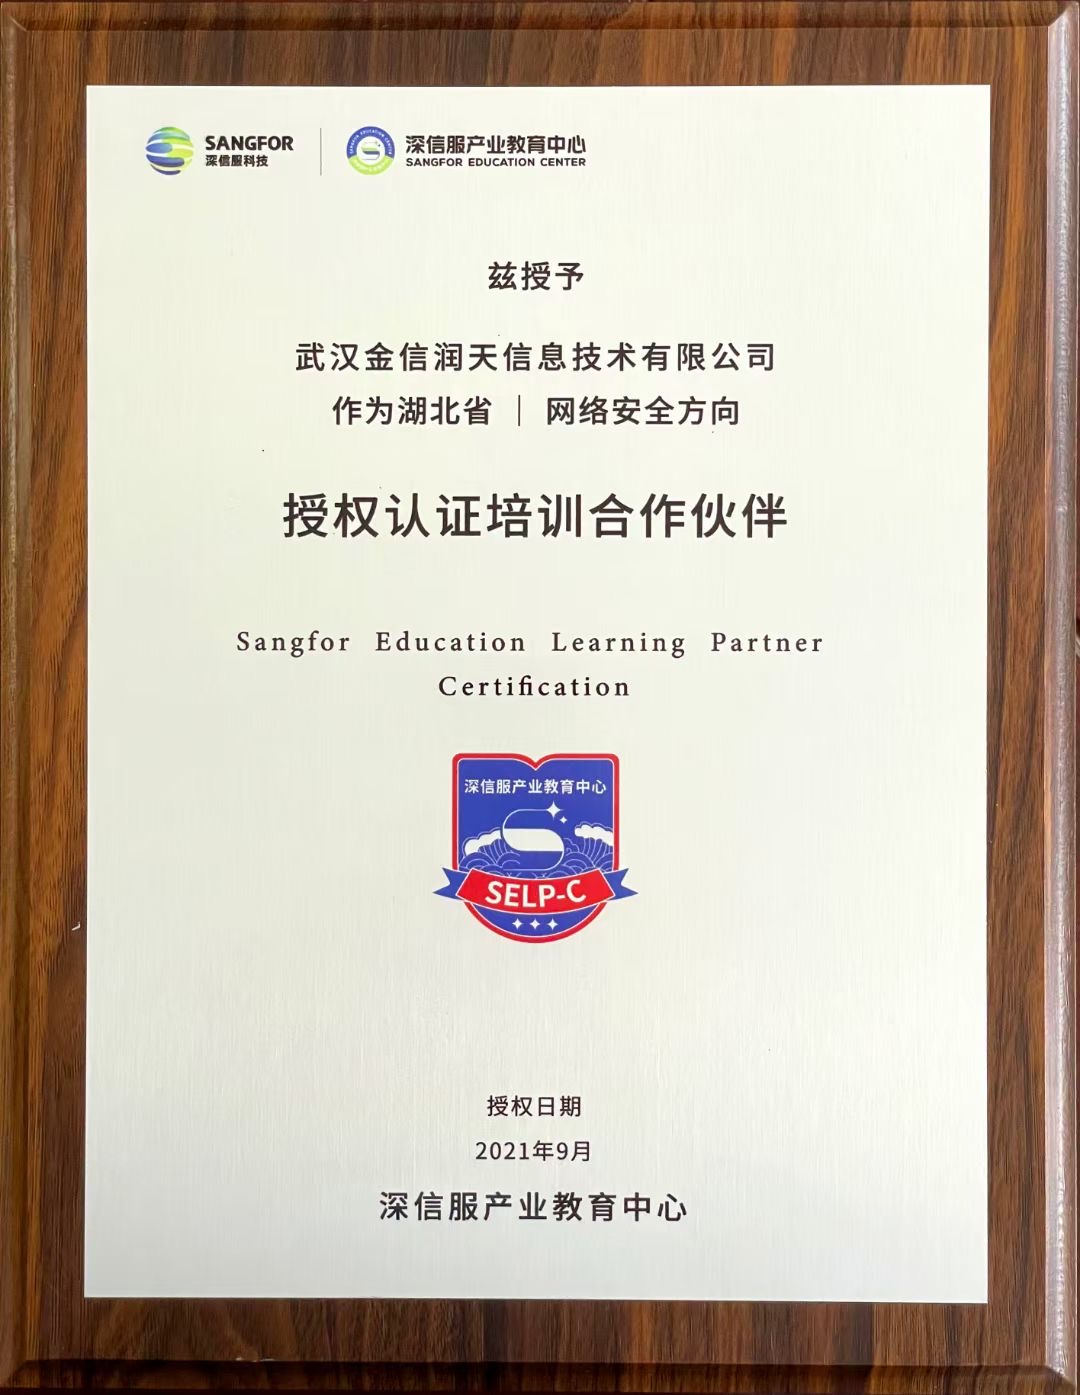 SANGFOR
深信服科技
深信服产业教育中心
SANGFOR EDUCATION CENTER
兹授予
武汉金信润天信息技术有限公司
作为湖北省 | 网络安全方向
授权认证培训合作伙伴
Sangfor Education Learning Partner
Certification
深信服产业教育中心
SELP-C
授权日期
2021年9月
深信服产业教育中心